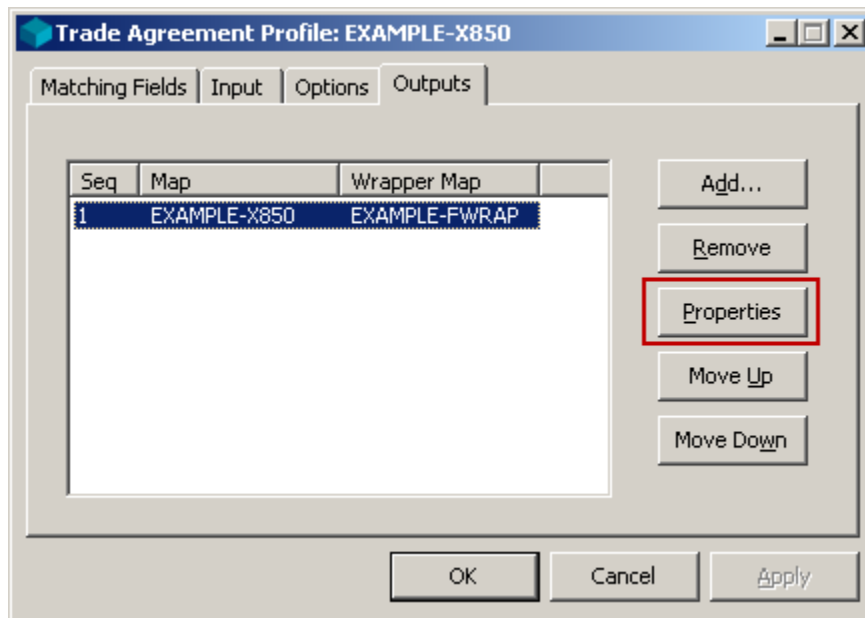 Trade Agreement Profile: EXAMPLE-X850
Matching Fields Input Options Outputs
Seq Map Wrapper Map
1 EXAMPLE-X850 EXAMPLE-FWRAP
Add...
Remove
Properties
Move Up
Move Down
OK Cancel Apply